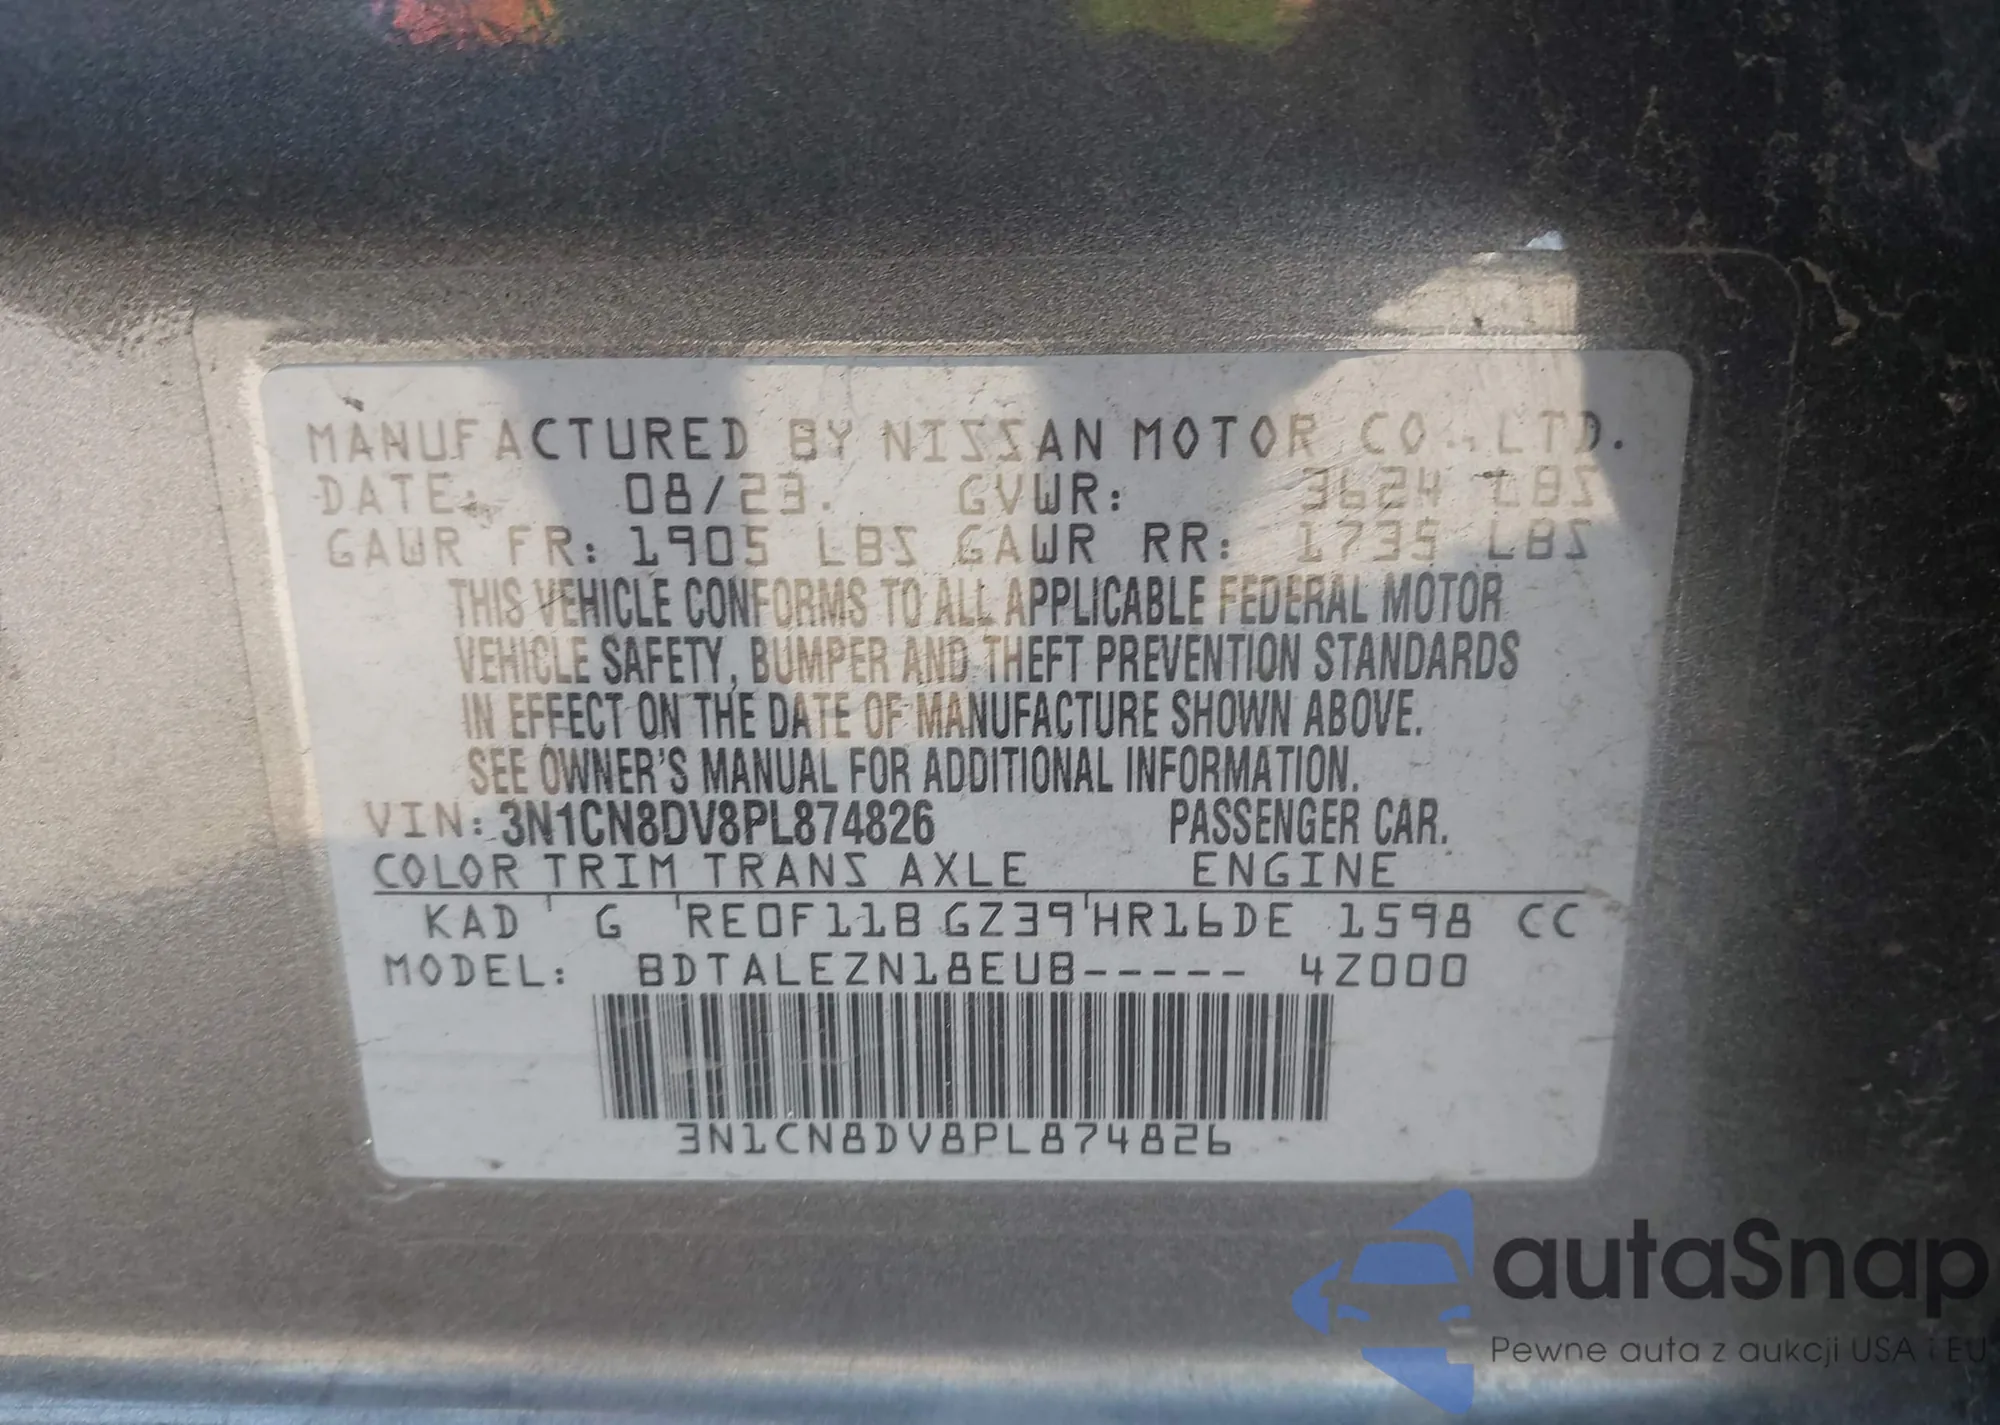 MANUFACTURED BY NISSAN MOTOR CO., LTD.
DATE: 08/23. GVWR: 3624 LBS
GAWR FR: 1905 LBS GAWR RR: 1735 LBS
THIS VEHICLE CONFORMS TO ALL APPLICABLE FEDERAL MOTOR
VEHICLE SAFETY, BUMPER AND THEFT PREVENTION STANDARDS
IN EFFECT ON THE DATE OF MANUFACTURE SHOWN ABOVE.
SEE OWNER'S MANUAL FOR ADDITIONAL INFORMATION.
VIN: 3N1CN8DV8PL874826 PASSENGER CAR.
COLOR TRIM TRANS AXLE ENGINE
KAD ' G 'RE0F11B GZ39'HR16DE 1598 CC
MODEL: BDTALEZN18EUB----- 4Z000
3N1CN8DV8PL874826
autaSnap
Pewne auta z aukcji USA i EU